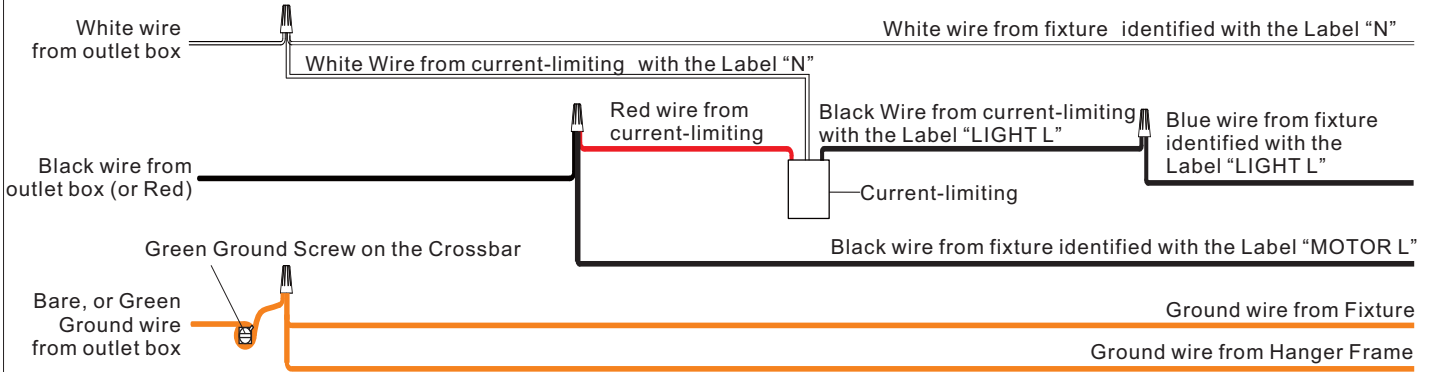 White wire
from outlet box
White wire from fixture identified with the Label “N”
White Wire from current-limiting with the Label “N”
Red wire from
current-limiting
Black Wire from current-limiting
with the Label “LIGHT L”
Blue wire from fixture
identified with the
Label “LIGHT L”
Black wire from
outlet box (or Red)
Current-limiting
Black wire from fixture identified with the Label “MOTOR L”
Green Ground Screw on the Crossbar
Bare, or Green
Ground wire
from outlet box
Ground wire from Fixture
Ground wire from Hanger Frame